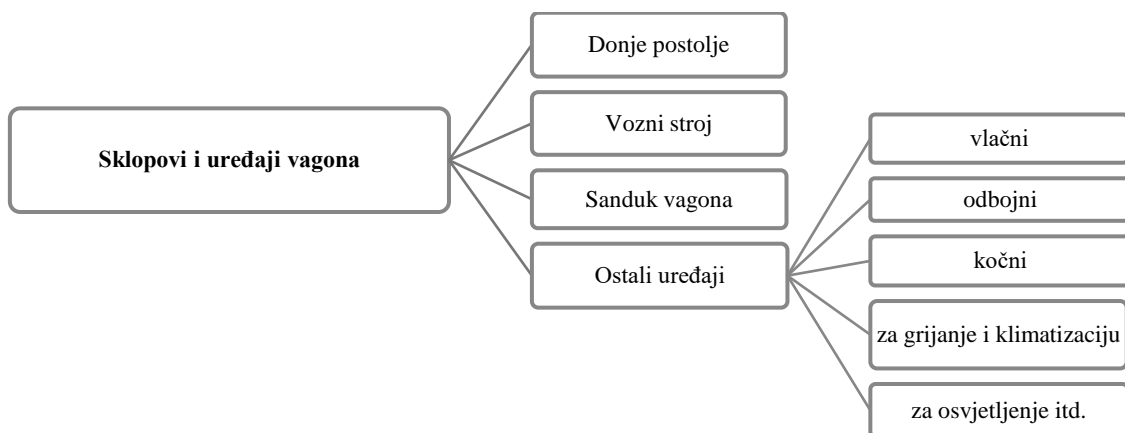 Sklopovi i uređaji vagona
Donje postolje
Vozni stroj
Sanduk vagona
Ostali uređaji
vlačni
odbojni
kočni
za grijanje i klimatizaciju
za osvjetljenje itd.